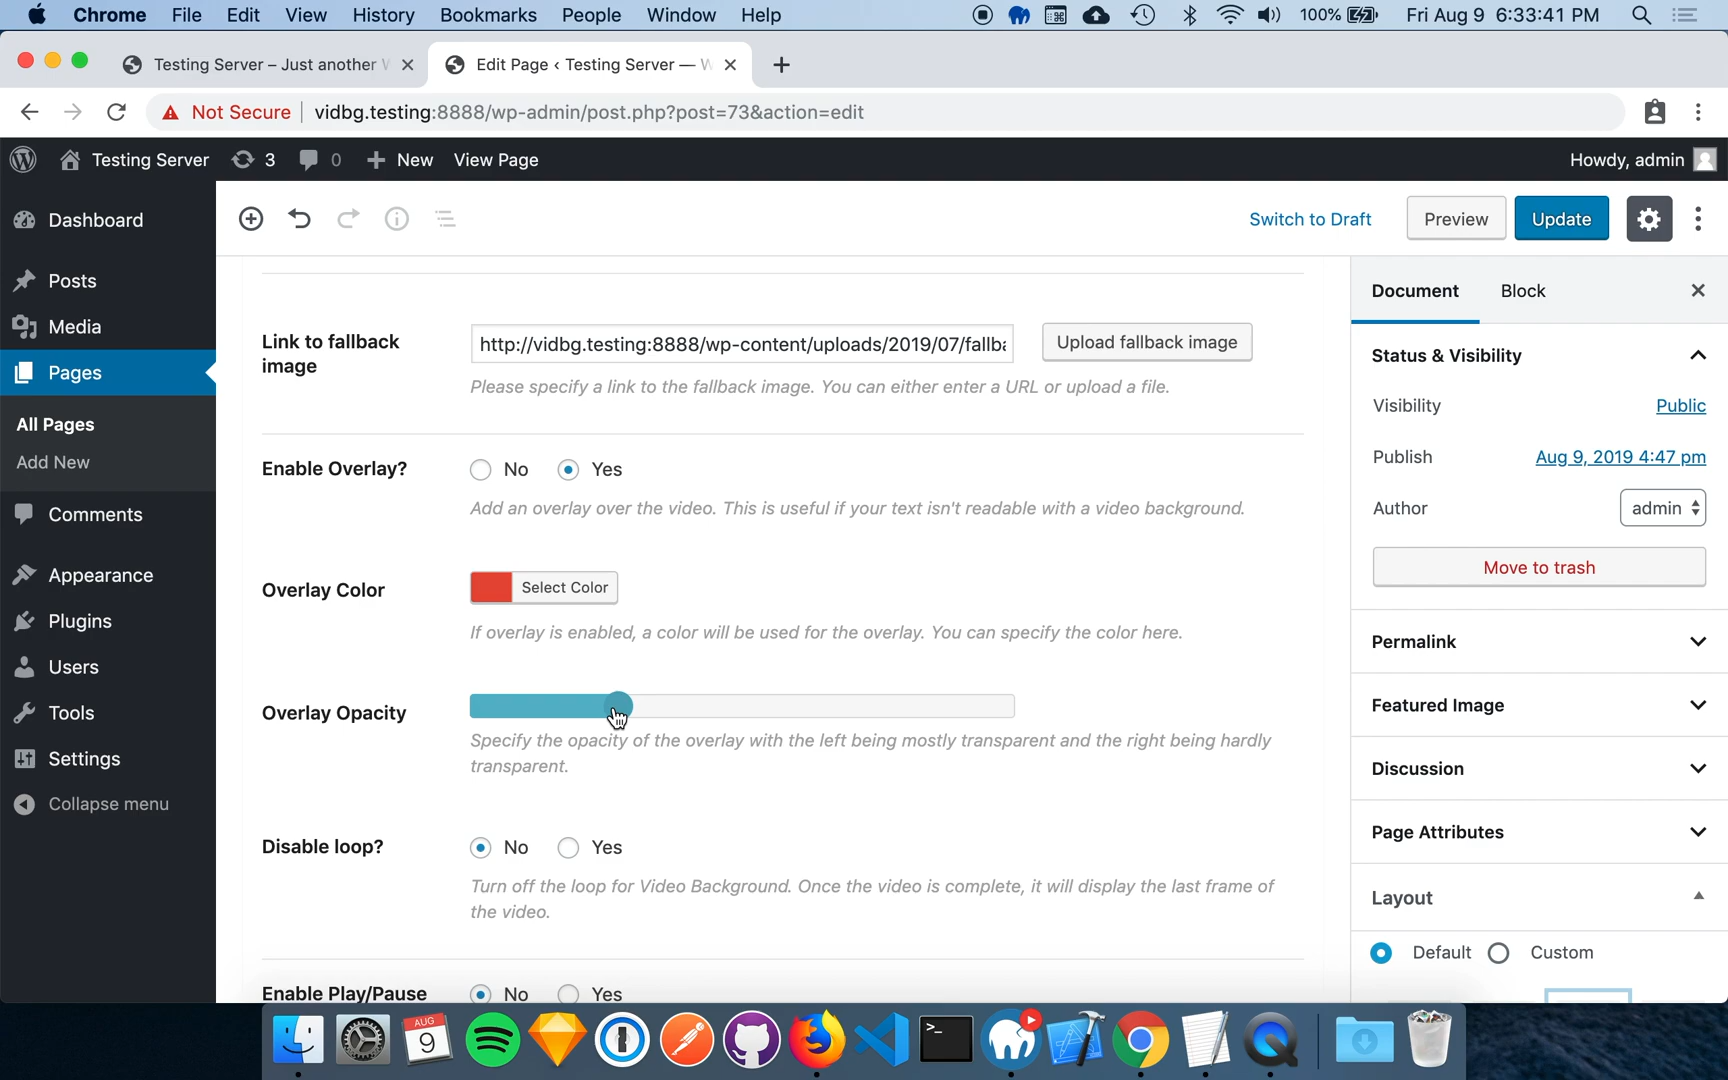 Chrome File Edit View History Bookmarks People Window Help 100% Fri Aug 9 6:33:41 PM
Testing Server – Just another
Edit Page ‹ Testing Server —
Not Secure vidbg.testing:8888/wp-admin/post.php?post=73&action=edit
Testing Server 3 0 New View Page Howdy, admin
Dashboard
Posts
Media
Pages
All Pages
Add New
Comments
Appearance
Plugins
Users
Tools
Settings
Collapse menu
Switch to Draft Preview Update
Link to fallback
image
http://vidbg.testing:8888/wp-content/uploads/2019/07/fallba
Upload fallback image
Please specify a link to the fallback image. You can either enter a URL or upload a file.
Enable Overlay? No Yes
Add an overlay over the video. This is useful if your text isn't readable with a video background.
Overlay Color Select Color
If overlay is enabled, a color will be used for the overlay. You can specify the color here.
Overlay Opacity
Specify the opacity of the overlay with the left being mostly transparent and the right being hardly
transparent.
Disable loop? No Yes
Turn off the loop for Video Background. Once the video is complete, it will display the last frame of
the video.
Enable Play/Pause No Yes
Document Block
Status & Visibility
Visibility Public
Publish Aug 9, 2019 4:47 pm
Author admin
Move to trash
Permalink
Featured Image
Discussion
Page Attributes
Layout
Default Custom
AUG
9